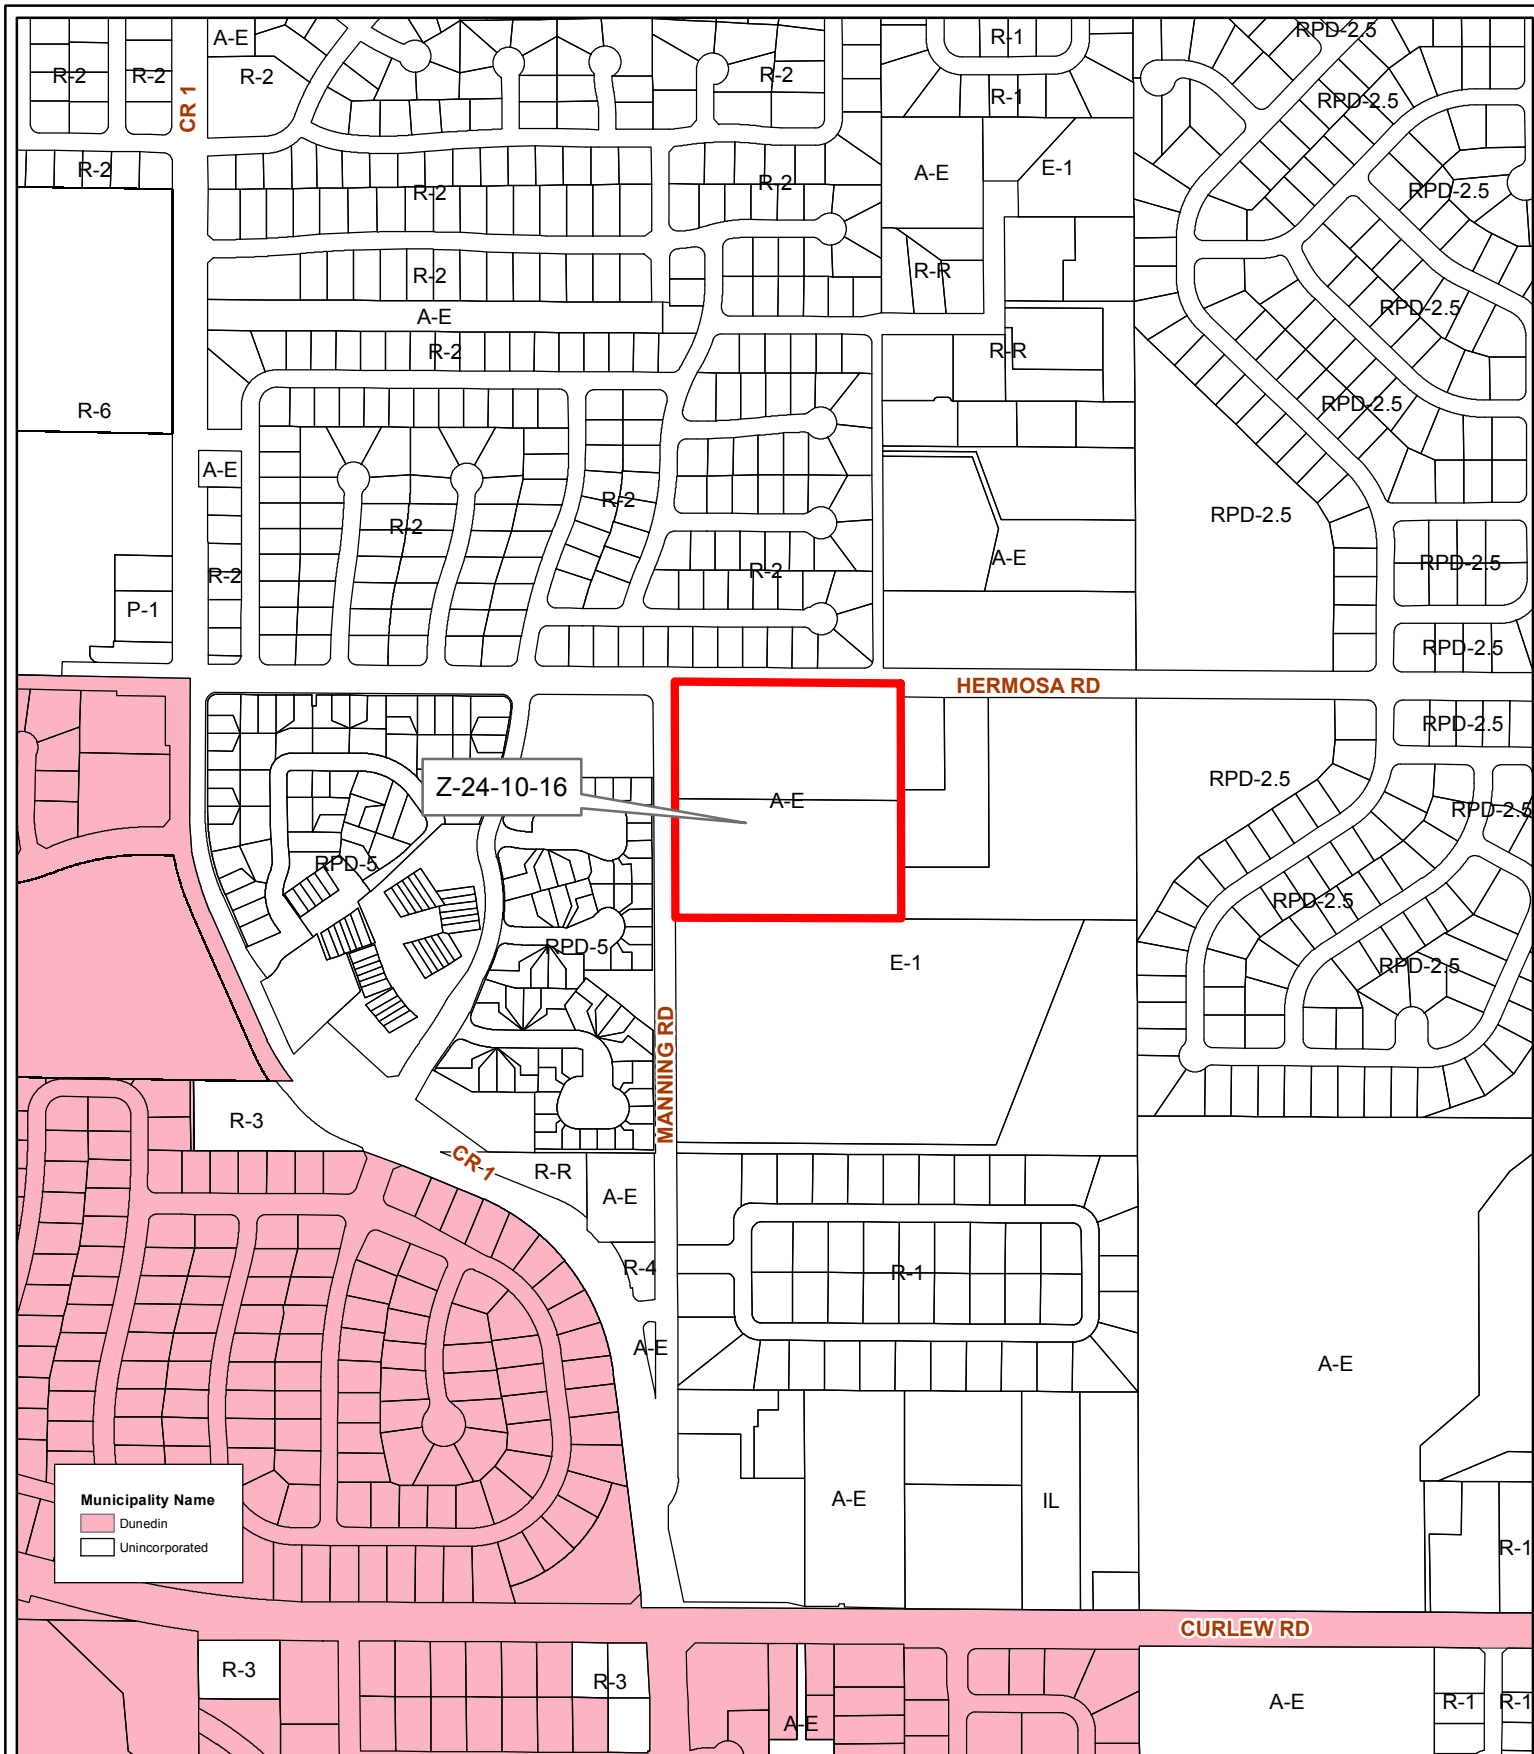 A-E
R-1
RPD-2.5
R-2
R-2
R-2
R-2
CR 1
R-1
RPD-2.5
R-2
R-2
R-2
A-E
E-1
RPD-2.5
R-2
R-R
A-E
RPD-2.5
R-2
R-R
R-6
RPD-2.5
A-E
R-2
R-2
RPD-2.5
A-E
R-2
R-2
RPD-2.5
P-1
RPD-2.5
HERMOSA RD
RPD-2.5
Z-24-10-16
A-E
RPD-2.5
RPD-2.5
RPD-5
RPD-2.5
RPD-5
E-1
RPD-2.5
MANNING RD
R-3
CR 1
R-R
A-E
R-4
R-1
A-E
A-E
Municipality Name
Dunedin
Unincorporated
A-E
IL
R-1
CURLEW RD
R-3
R-3
A-E
A-E
R-1
R-1